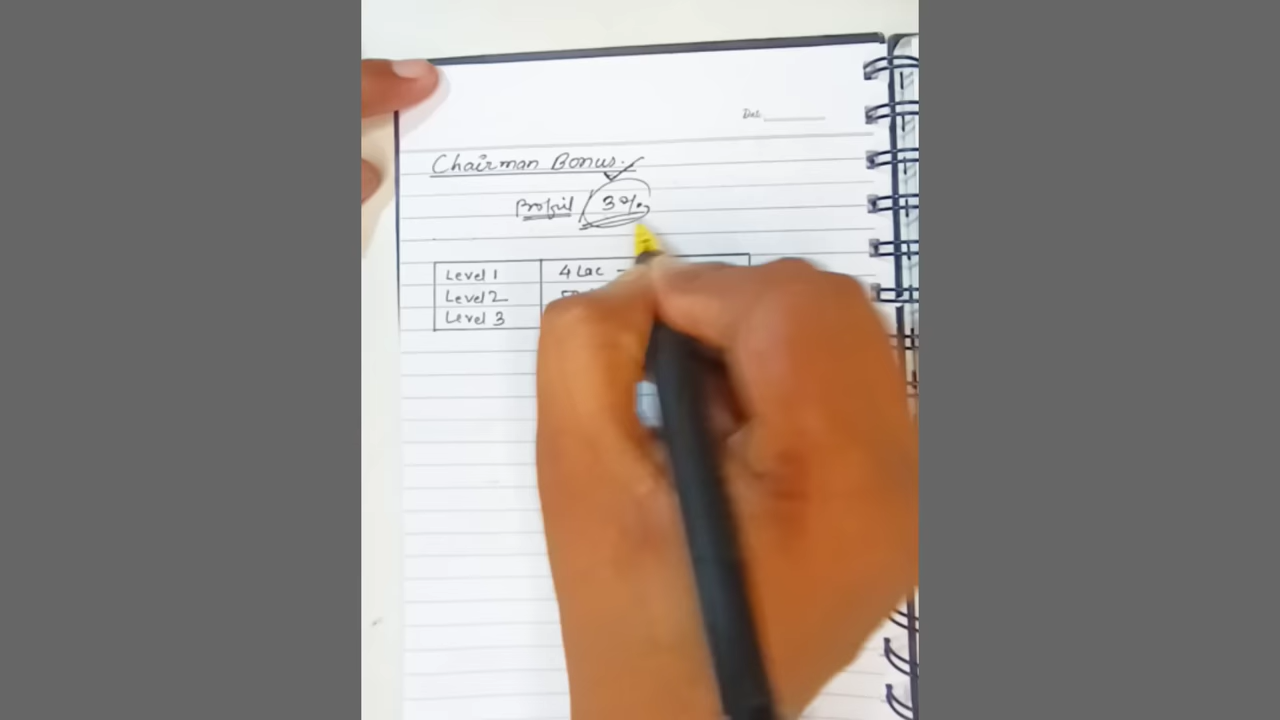 Date
Chairman Bonus.
Profit 3%
Level 1 4 Lac
Level 2
Level 3